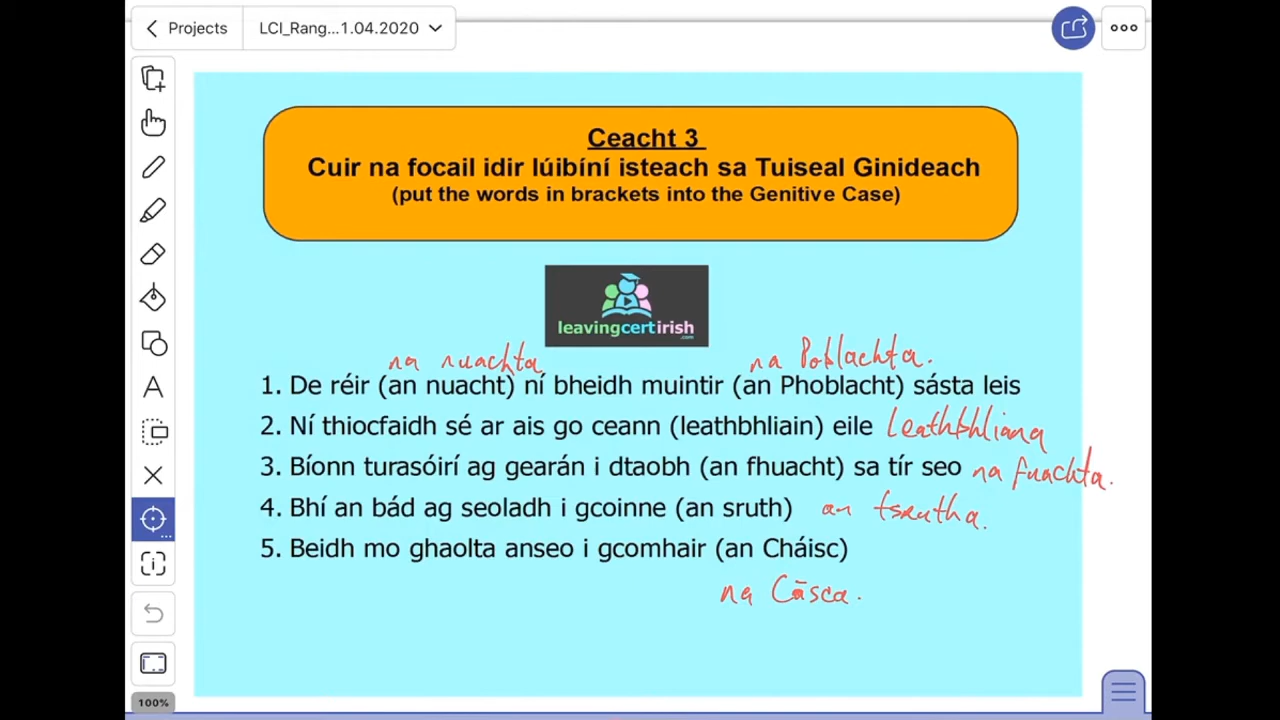 Projects
LCI_Rang...1.04.2020
Ceacht 3
Cuir na focail idir lúibíní isteach sa Tuiseal Ginideach
(put the words in brackets into the Genitive Case)
leavingcertirish
.com
na nuachta na Poblachta.
1. De réir (an nuacht) ní bheidh muintir (an Phoblacht) sásta leis
2. Ní thiocfaidh sé ar ais go ceann (leathbhliain) eile leathbhliana
3. Bíonn turasóirí ag gearán i dtaobh (an fhuacht) sa tír seo na fuachta.
4. Bhí an bád ag seoladh i gcoinne (an sruth) an tsrutha.
5. Beidh mo ghaolta anseo i gcomhair (an Cháisc)
na Cásca.
100%